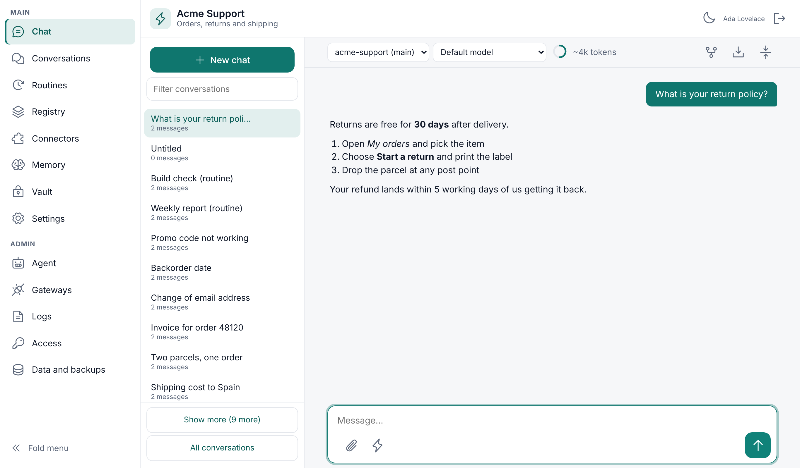 MAIN
Chat
Conversations
Routines
Registry
Connectors
Memory
Vault
Settings
ADMIN
Agent
Gateways
Logs
Access
Data and backups
Fold menu
Acme Support
Orders, returns and shipping
Ada Lovelace
New chat
Filter conversations
What is your return poli...
2 messages
Untitled
0 messages
Build check (routine)
2 messages
Weekly report (routine)
2 messages
Promo code not working
2 messages
Backorder date
2 messages
Change of email address
2 messages
Invoice for order 48120
2 messages
Two parcels, one order
2 messages
Shipping cost to Spain
2 messages
Show more (9 more)
All conversations
acme-support (main)
Default model
~4k tokens
What is your return policy?
Returns are free for 30 days after delivery.
1. Open My orders and pick the item
2. Choose Start a return and print the label
3. Drop the parcel at any post point
Your refund lands within 5 working days of us getting it back.
Message...